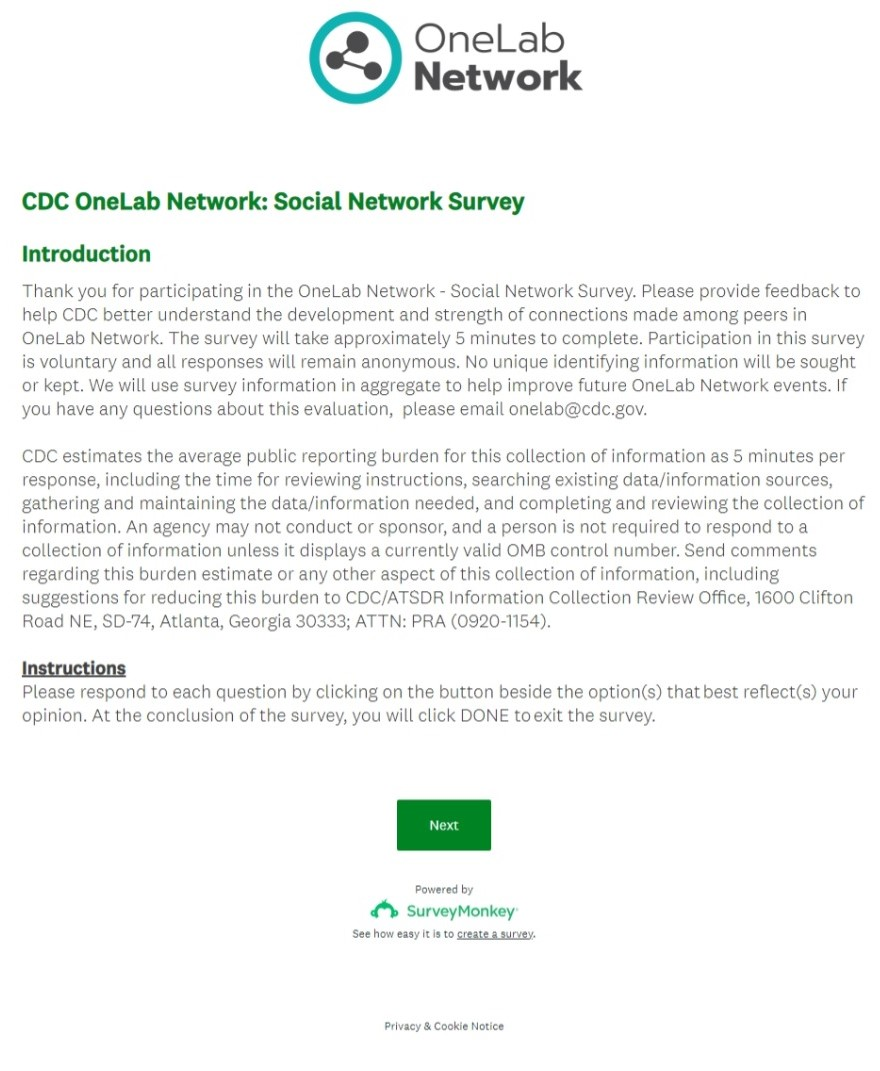 OneLab
Network
CDC OneLab Network: Social Network Survey
Introduction
Thank you for participating in the OneLab Network - Social Network Survey. Please provide feedback to
help CDC better understand the development and strength of connections made among peers in
OneLab Network. The survey will take approximately 5 minutes to complete. Participation in this survey
is voluntary and all responses will remain anonymous. No unique identifying information will be sought
or kept. We will use survey information in aggregate to help improve future OneLab Network events. If
you have any questions about this evaluation,  please email onelab@cdc.gov.
CDC estimates the average public reporting burden for this collection of information as 5 minutes per
response, including the time for reviewing instructions, searching existing data/information sources,
gathering and maintaining the data/information needed, and completing and reviewing the collection of
information. An agency may not conduct or sponsor, and a person is not required to respond to a
collection of information unless it displays a currently valid OMB control number. Send comments
regarding this burden estimate or any other aspect of this collection of information, including
suggestions for reducing this burden to CDC/ATSDR Information Collection Review Office, 1600 Clifton
Road NE, SD-74, Atlanta, Georgia 30333; ATTN: PRA (0920-1154).
Instructions
Please respond to each question by clicking on the button beside the option(s) that best reflect(s) your
opinion. At the conclusion of the survey, you will click DONE to exit the survey.
Next
Powered by
SurveyMonkey
See how easy it is to create a survey.
Privacy & Cookie Notice